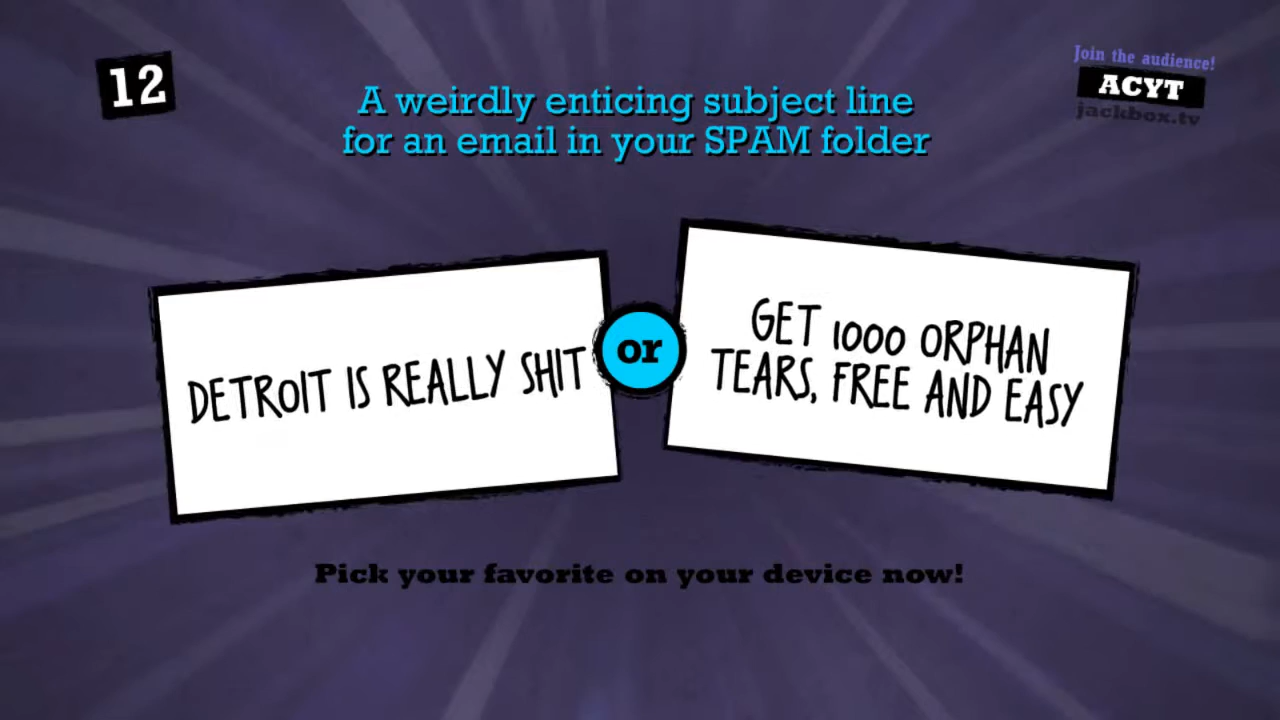 12
Join the audience!
ACYT
jackbox.tv
A weirdly enticing subject line
for an email in your SPAM folder
DETROIT IS REALLY SHIT
or
GET 1000 ORPHAN
TEARS, FREE AND EASY
Pick your favorite on your device now!